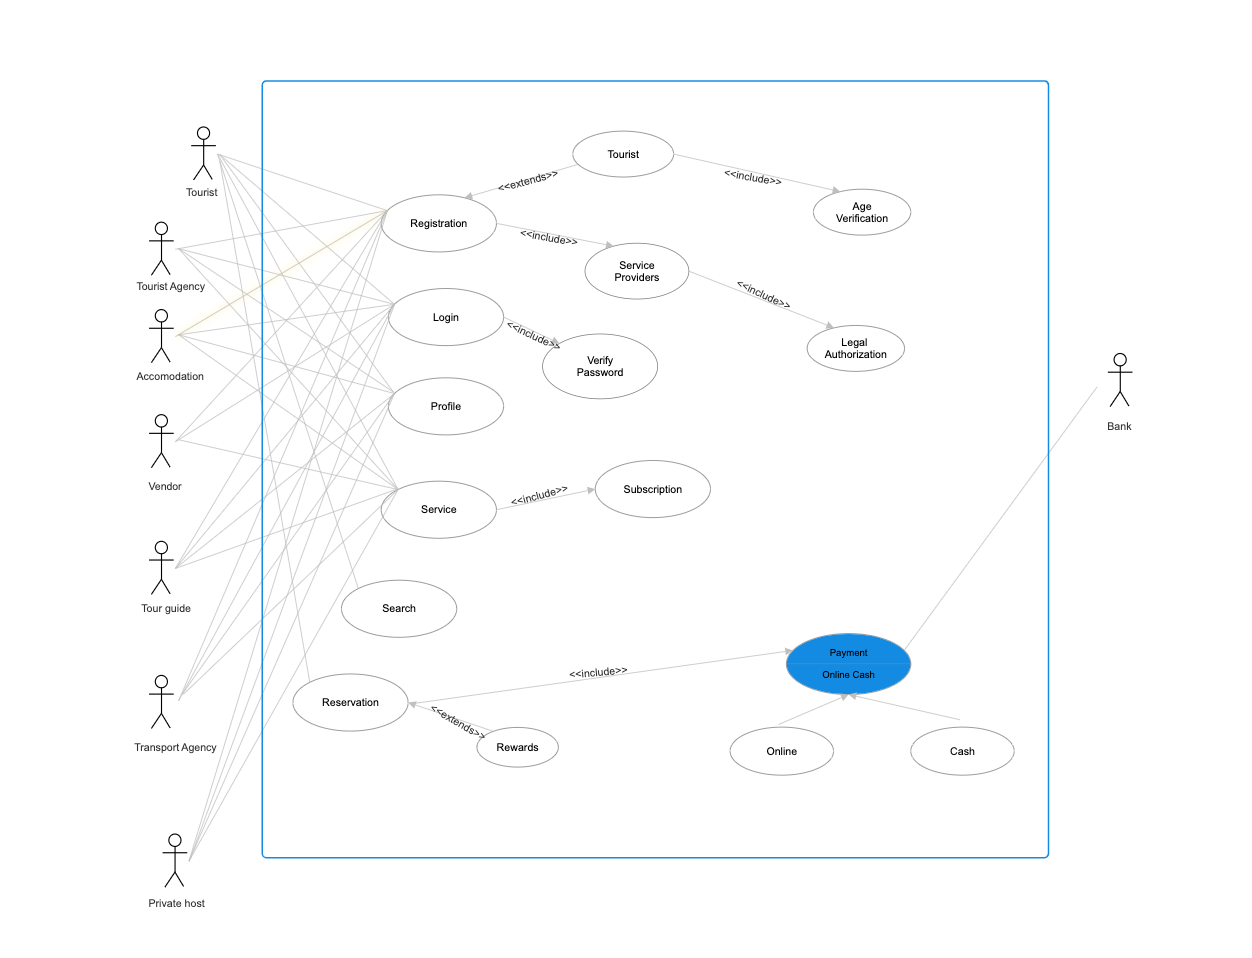 Tourist
Tourist
<<extends>>
<<include>>
Age
Verification
Registration
<<include>>
Service
Providers
Tourist Agency
<<include>>
Login
<<include>>
Verify
Password
Legal
Authorization
Accomodation
Profile
Bank
Vendor
Service
<<include>>
Subscription
Tour guide
Search
Payment
Online Cash
<<include>>
Reservation
<<extends>>
Rewards
Online
Cash
Transport Agency
Private host